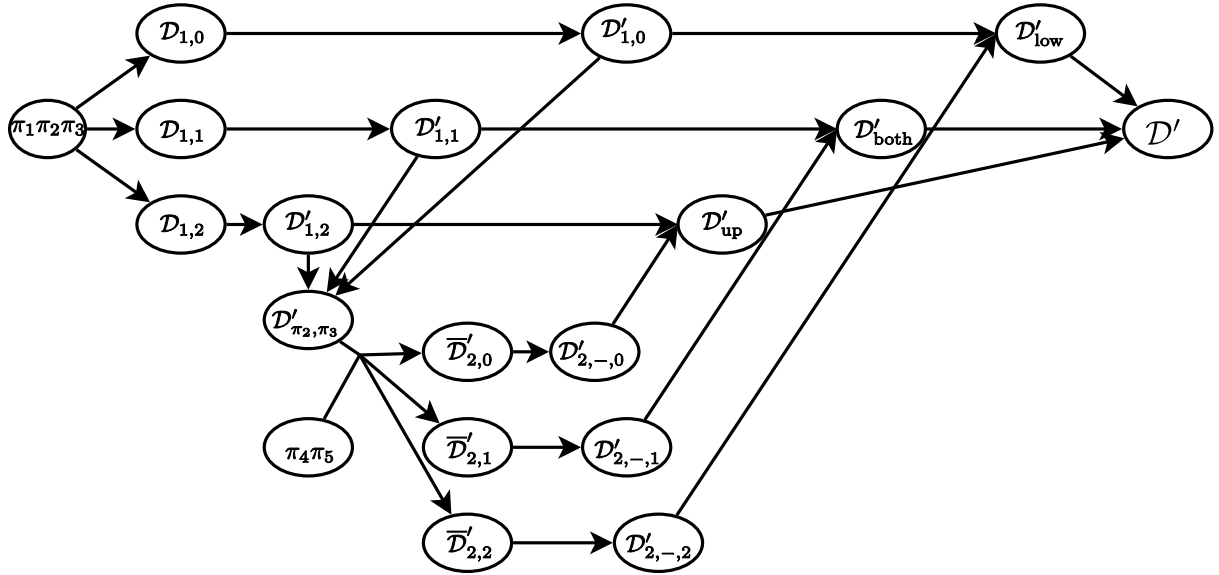 𝒟₁,₀ 𝒟′₁,₀ 𝒟′low
π₁π₂π₃ 𝒟₁,₁ 𝒟′₁,₁ 𝒟′both 𝒟′
𝒟₁,₂ 𝒟′₁,₂ 𝒟′up
𝒟′π₂,π₃
𝒟̅′₂,₀ 𝒟′₂,₋,₀
π₄π₅ 𝒟̅′₂,₁ 𝒟′₂,₋,₁
𝒟̅′₂,₂ 𝒟′₂,₋,₂